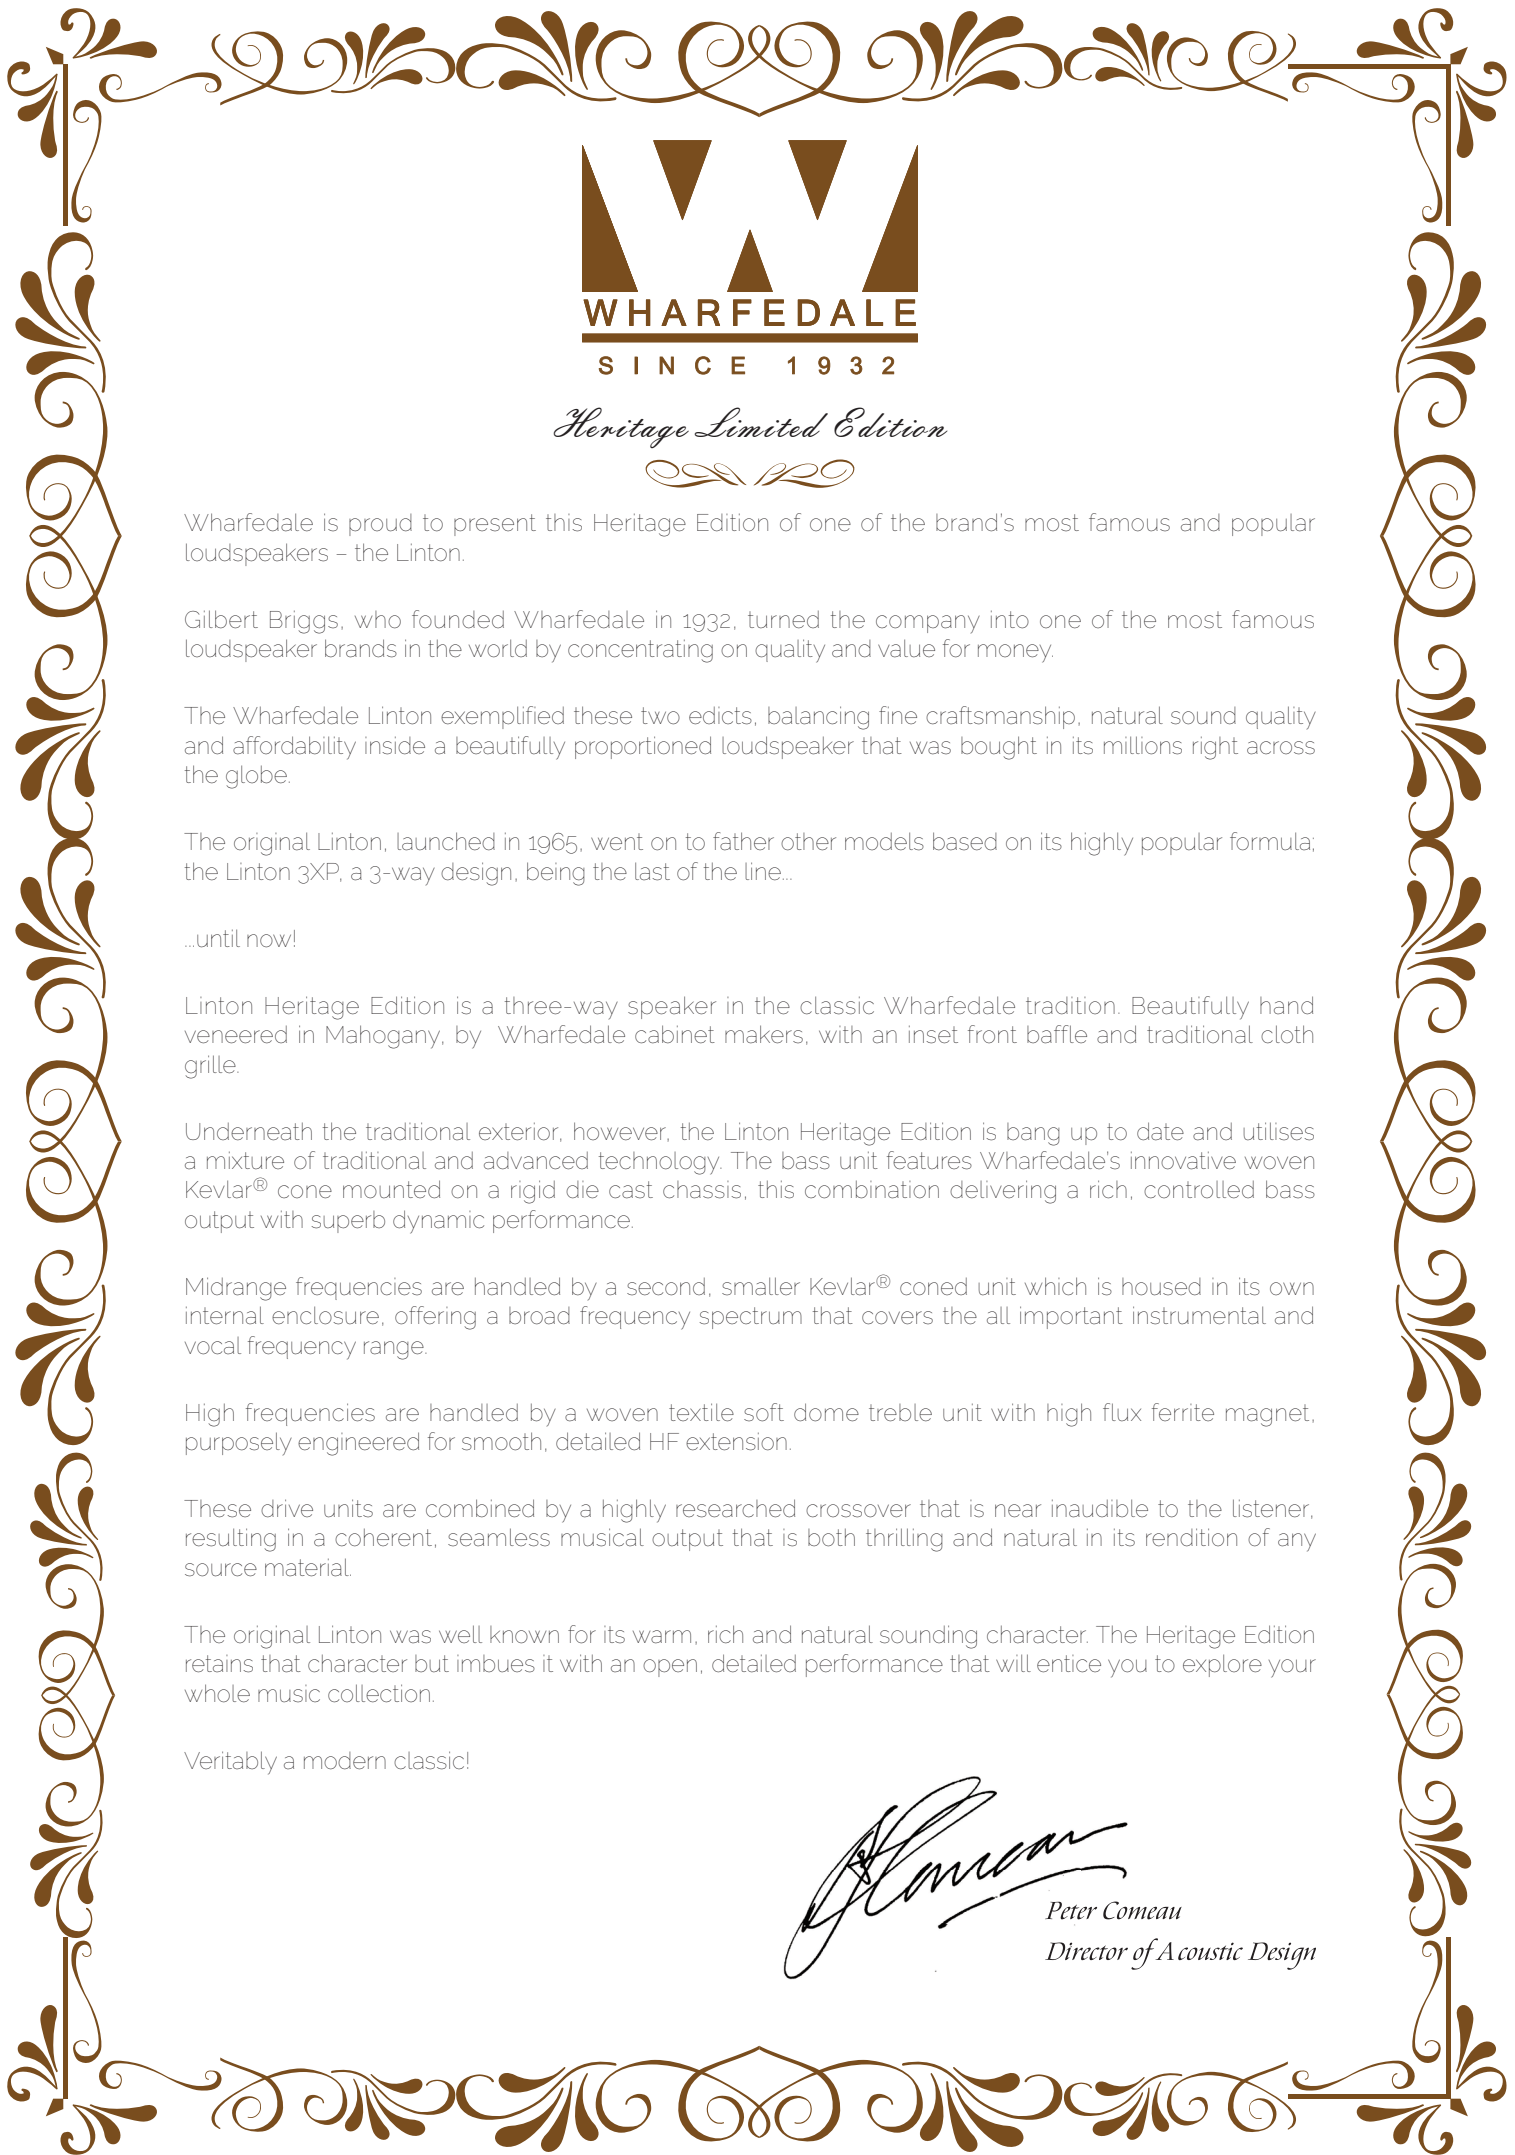 WHARFEDALE
SINCE 1932
Heritage Limited Edition
Wharfedale is proud to present this Heritage Edition of one of the brand's most famous and popular
loudspeakers – the Linton.
Gilbert Briggs, who founded Wharfedale in 1932, turned the company into one of the most famous
loudspeaker brands in the world by concentrating on quality and value for money.
The Wharfedale Linton exemplified these two edicts, balancing fine craftsmanship, natural sound quality
and affordability inside a beautifully proportioned loudspeaker that was bought in its millions right across
the globe.
The original Linton, launched in 1965, went on to father other models based on its highly popular formula;
the Linton 3XP, a 3-way design, being the last of the line...
...until now!
Linton Heritage Edition is a three-way speaker in the classic Wharfedale tradition. Beautifully hand
veneered in Mahogany, by Wharfedale cabinet makers, with an inset front baffle and traditional cloth
grille.
Underneath the traditional exterior, however, the Linton Heritage Edition is bang up to date and utilises
a mixture of traditional and advanced technology. The bass unit features Wharfedale's innovative woven
Kevlar® cone mounted on a rigid die cast chassis, this combination delivering a rich, controlled bass
output with superb dynamic performance.
Midrange frequencies are handled by a second, smaller Kevlar® coned unit which is housed in its own
internal enclosure, offering a broad frequency spectrum that covers the all important instrumental and
vocal frequency range.
High frequencies are handled by a woven textile soft dome treble unit with high flux ferrite magnet,
purposely engineered for smooth, detailed HF extension.
These drive units are combined by a highly researched crossover that is near inaudible to the listener,
resulting in a coherent, seamless musical output that is both thrilling and natural in its rendition of any
source material.
The original Linton was well known for its warm, rich and natural sounding character. The Heritage Edition
retains that character but imbues it with an open, detailed performance that will entice you to explore your
whole music collection.
Veritably a modern classic!
Peter Comeau
Director of Acoustic Design